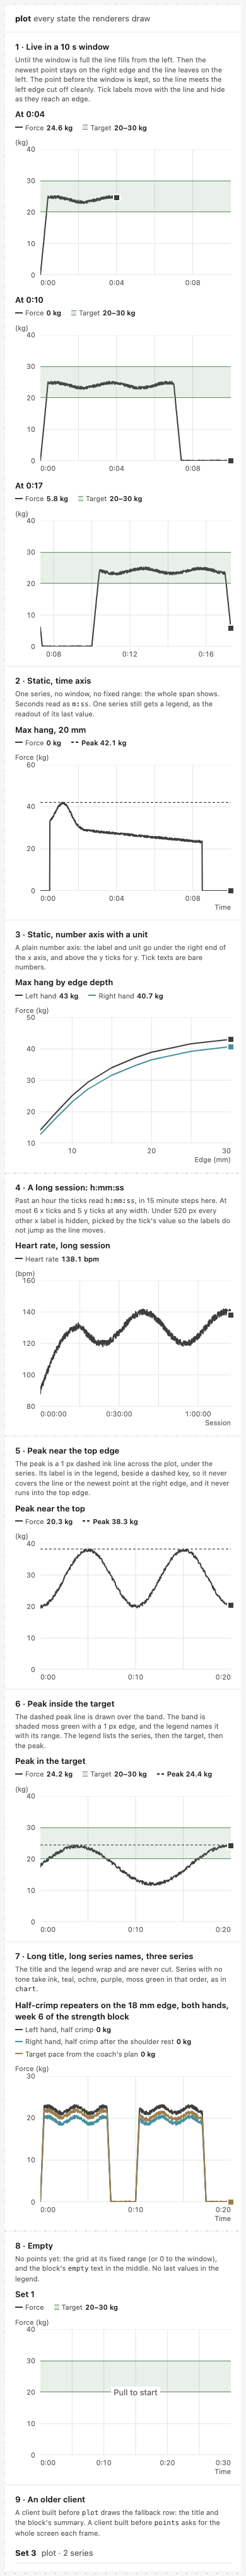 plot every state the renderers draw
1 · Live in a 10 s window
Until the window is full the line fills from the left. Then the
newest point stays on the right edge and the line leaves on the
left. The point before the window is kept, so the line meets the
left edge cut off cleanly. Tick labels move with the line and hide
as they reach an edge.
At 0:04
Force 24.6 kg Target 20–30 kg
(kg)
40
30
20
10
0
0:00 0:04 0:08
At 0:10
Force 0 kg Target 20–30 kg
(kg)
40
30
20
10
0
0:00 0:04 0:08
At 0:17
Force 5.8 kg Target 20–30 kg
(kg)
40
30
20
10
0
0:08 0:12 0:16
2 · Static, time axis
One series, no window, no fixed range: the whole span shows.
Seconds read as m:ss. One series still gets a legend, as the
readout of its last value.
Max hang, 20 mm
Force 0 kg Peak 42.1 kg
Force (kg)
60
40
20
0
0:00 0:04 0:08
Time
3 · Static, number axis with a unit
A plain number axis: the label and unit go under the right end of
the x axis, and above the y ticks for y. Tick texts are bare
numbers.
Max hang by edge depth
Left hand 43 kg Right hand 40.7 kg
Force (kg)
50
40
30
20
10
10 20 30
Edge (mm)
4 · A long session: h:mm:ss
Past an hour the ticks read h:mm:ss, in 15 minute steps here. At
most 6 x ticks and 5 y ticks at any width. Under 520 px every
other x label is hidden, picked by the tick's value so the labels do
not jump as the line moves.
Heart rate, long session
Heart rate 138.1 bpm
(bpm)
160
140
120
100
80
0:00:00 0:30:00 1:00:00
Session
5 · Peak near the top edge
The peak is a 1 px dashed ink line across the plot, under the
series. Its label is in the legend, beside a dashed key, so it never
covers the line or the newest point at the right edge, and it never
runs into the top edge.
Peak near the top
Force 20.3 kg Peak 38.3 kg
(kg)
40
30
20
10
0
0:00 0:10 0:20
6 · Peak inside the target
The dashed peak line is drawn over the band. The band is
shaded moss green with a 1 px edge, and the legend names it
with its range. The legend lists the series, then the target, then
the peak.
Peak in the target
Force 24.2 kg Target 20–30 kg Peak 24.4 kg
(kg)
40
30
20
10
0
0:00 0:10 0:20
7 · Long title, long series names, three series
The title and the legend wrap and are never cut. Series with no
tone take ink, teal, ochre, purple, moss green in that order, as in
chart.
Half-crimp repeaters on the 18 mm edge, both hands,
week 6 of the strength block
Left hand, half crimp 0 kg
Right hand, half crimp after the shoulder rest 0 kg
Target pace from the coach's plan 0 kg
Force (kg)
30
20
10
0
0:00 0:10 0:20
Time
8 · Empty
No points yet: the grid at its fixed range (or 0 to the window),
and the block's empty text in the middle. No last values in the
legend.
Set 1
Force Target 20–30 kg
Force (kg)
40
30
20
Pull to start
10
0
0:00 0:10 0:20 0:30
Time
9 · An older client
A client built before plot draws the fallback row: the title and
the block's summary. A client built before points asks for the
whole screen each frame.
Set 3 plot · 2 series